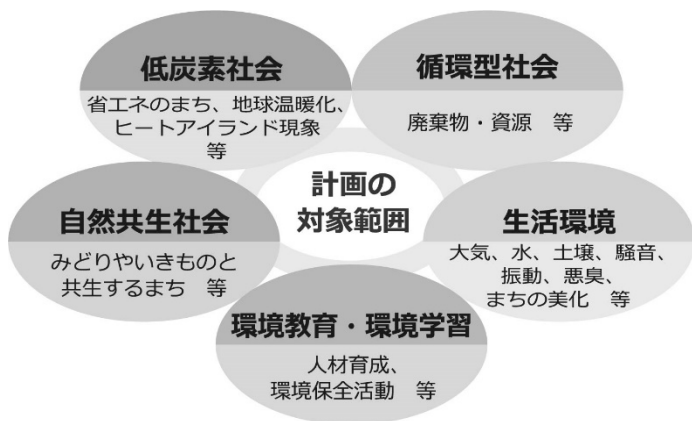 低炭素社会
省エネのまち、地球温暖化、
ヒートアイランド現象
等
循環型社会
廃棄物・資源　等
計画の
対象範囲
自然共生社会
みどりやいきものと
共生するまち　等
生活環境
大気、水、土壌、騒音、
振動、悪臭、
まちの美化　等
環境教育・環境学習
人材育成、
環境保全活動　等